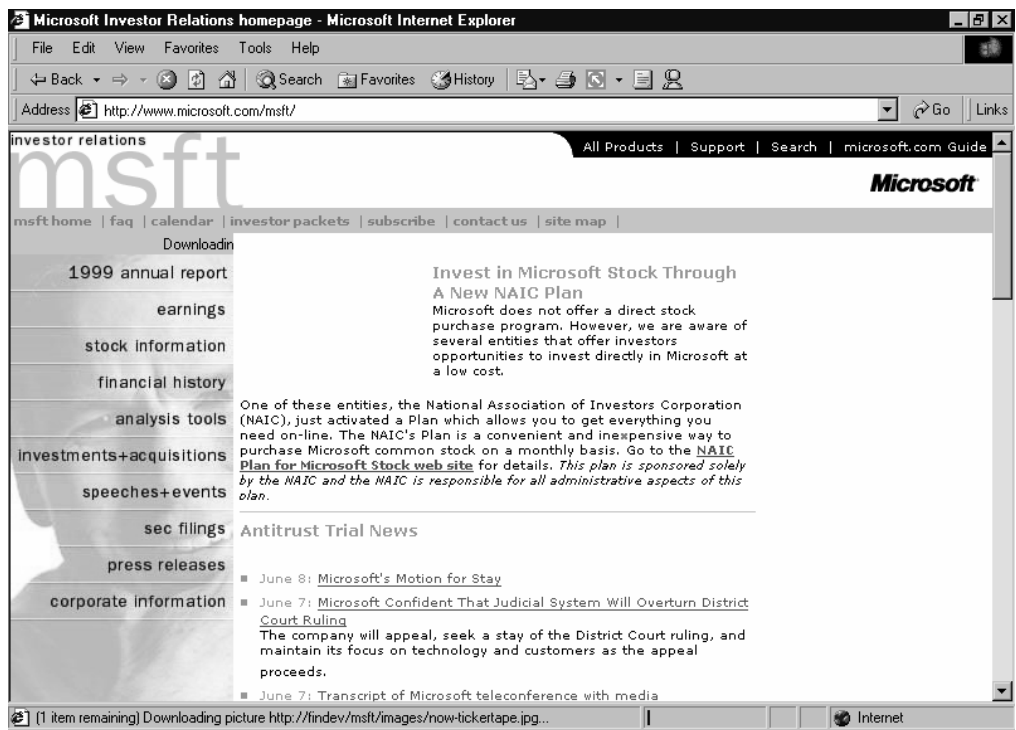 Microsoft Investor Relations homepage - Microsoft Internet Explorer
File Edit View Favorites Tools Help
Back Search Favorites History
Address http://www.microsoft.com/msft/ Go Links
investor relations
msft
All Products | Support | Search | microsoft.com Guide
Microsoft
msft home | faq | calendar | investor packets | subscribe | contact us | site map |
Downloadin
1999 annual report
earnings
stock information
financial history
analysis tools
investments+acquisitions
speeches+events
sec filings
press releases
corporate information
Invest in Microsoft Stock Through
A New NAIC Plan
Microsoft does not offer a direct stock
purchase program. However, we are aware of
several entities that offer investors
opportunities to invest directly in Microsoft at
a low cost.
One of these entities, the National Association of Investors Corporation
(NAIC), just activated a Plan which allows you to get everything you
need on-line. The NAIC's Plan is a convenient and inexpensive way to
purchase Microsoft common stock on a monthly basis. Go to the NAIC
Plan for Microsoft Stock web site for details. This plan is sponsored solely
by the NAIC and the NAIC is responsible for all administrative aspects of this
plan.
Antitrust Trial News
June 8: Microsoft's Motion for Stay
June 7: Microsoft Confident That Judicial System Will Overturn District
Court Ruling
The company will appeal, seek a stay of the District Court ruling, and
maintain its focus on technology and customers as the appeal
proceeds.
June 7: Transcript of Microsoft teleconference with media
(1 item remaining) Downloading picture http://findev/msft/images/now-tickertape.jpg... Internet